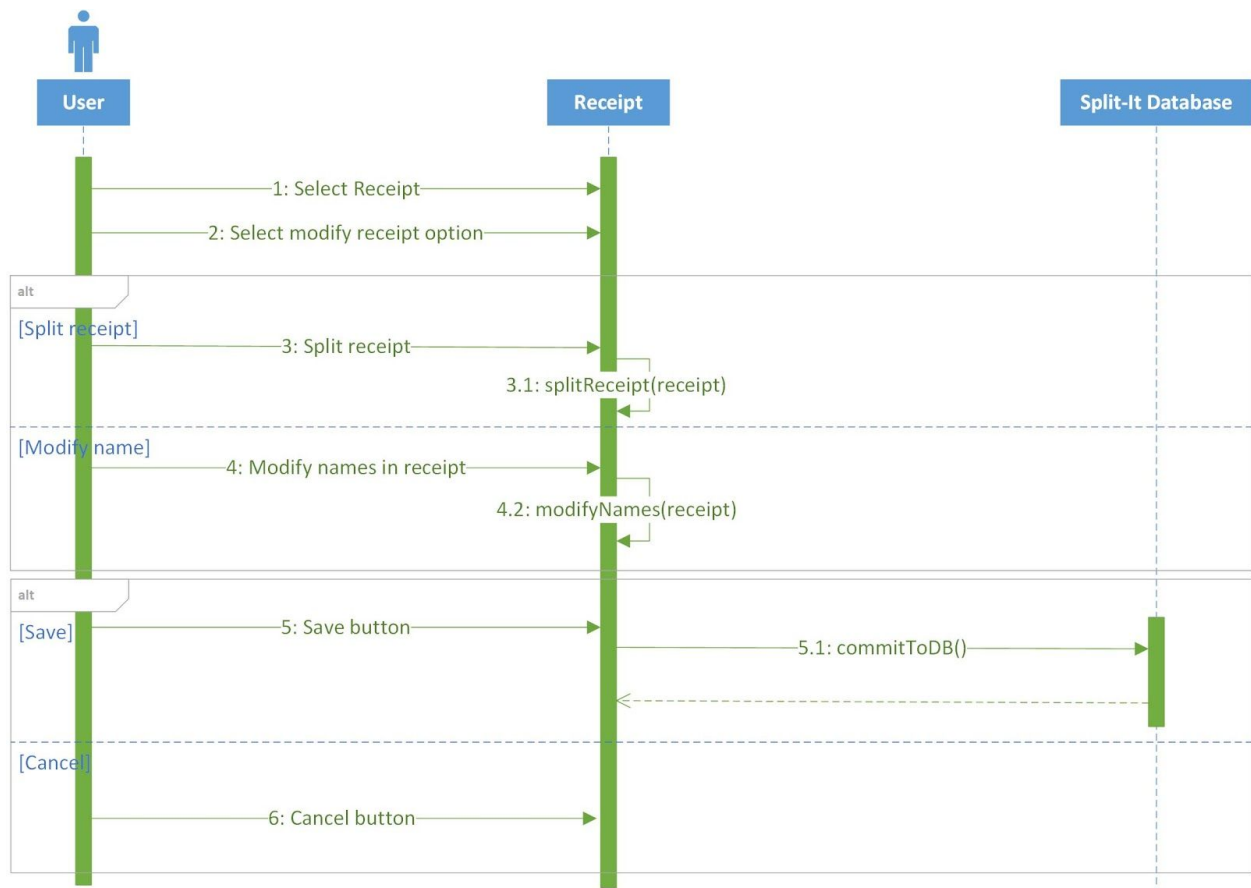 User
Receipt
Split-It Database
1: Select Receipt
2: Select modify receipt option
alt
[Split receipt]
3: Split receipt
3.1: splitReceipt(receipt)
[Modify name]
4: Modify names in receipt
4.2: modifyNames(receipt)
alt
[Save]
5: Save button
5.1: commitToDB()
[Cancel]
6: Cancel button